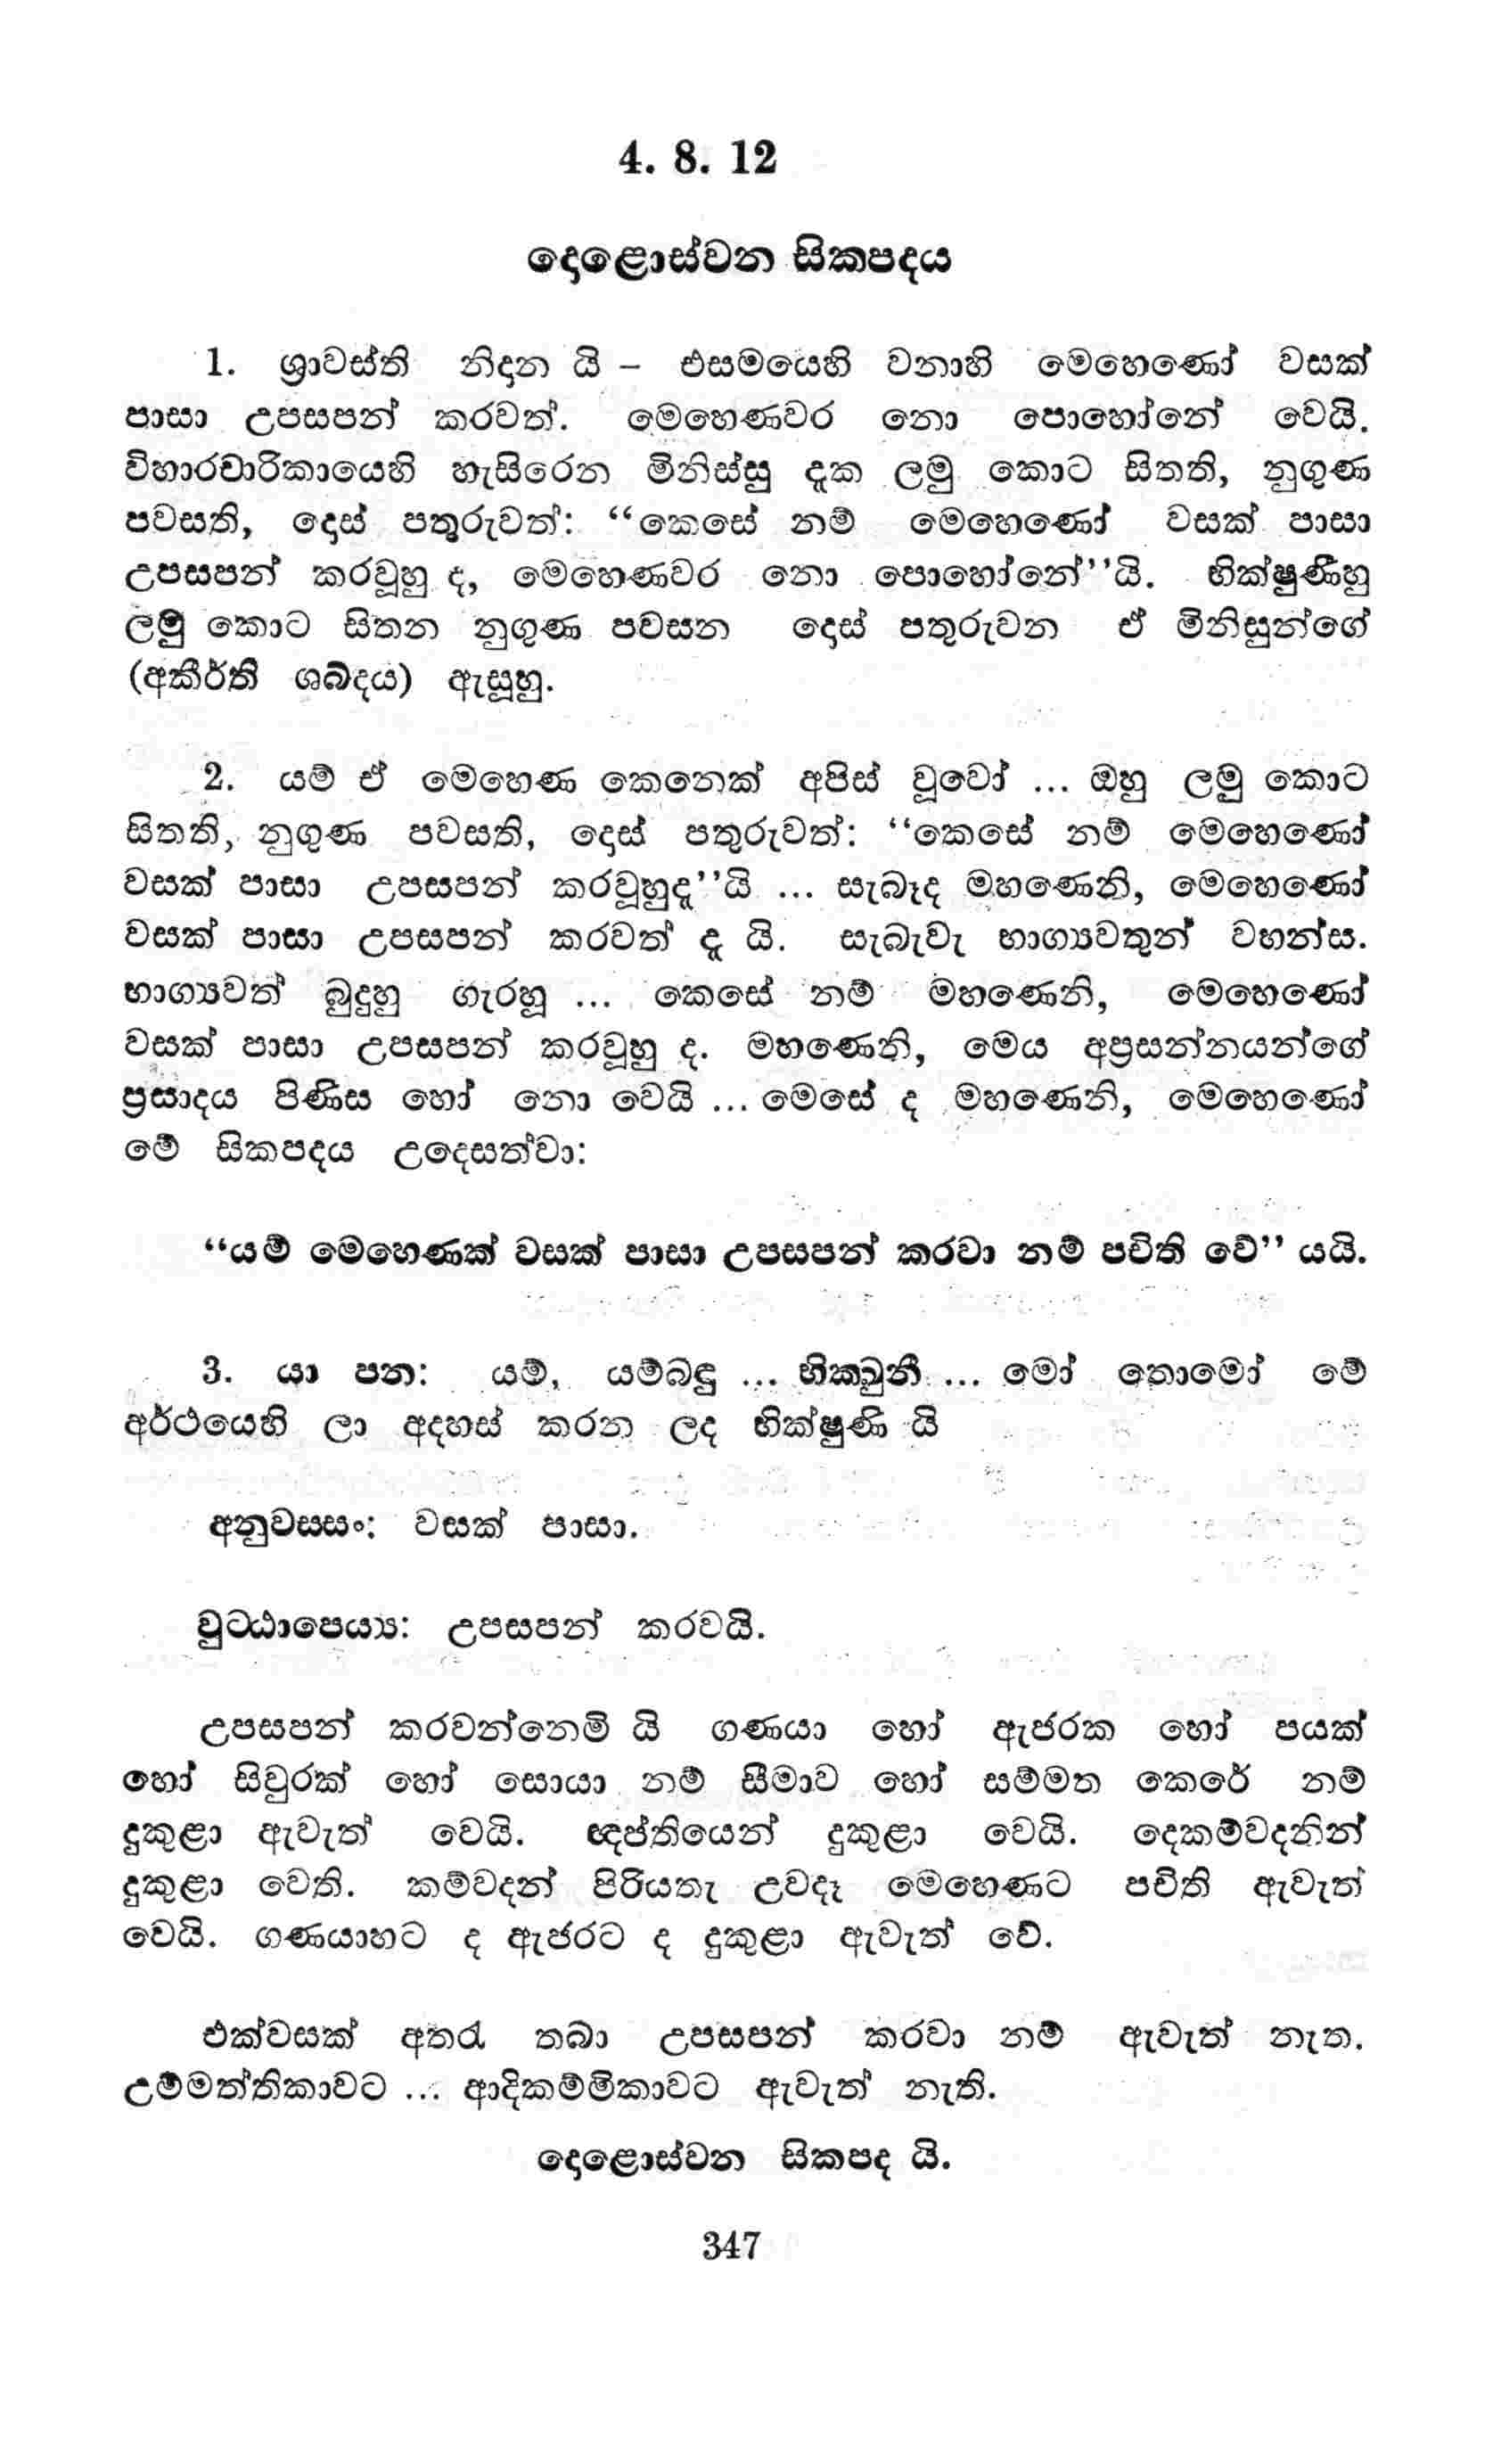 4. 8. 12
දොළොස්වන සිකපදය
1. ශ්‍රාවස්ති නිදාන යි – එසමයෙහි වනාහි මෙහෙණෝ වසක්
පාසා උපසපන් කරවත්. මෙහෙණවර නො පොහෝනේ වෙයි.
විහාරචාරිකායෙහි හැසිරෙන මිනිස්සු දැක ලමු කොට සිතති, නුගුණ
පවසති, දොස් පතුරුවත්: “කෙසේ නම් මෙහෙණෝ වසක් පාසා
උපසපන් කරවූහු ද, මෙහෙණවර නො පොහෝනේ’’යි. භික්ෂුණීහු
ලමු කොට සිතන නුගුණ පවසන දොස් පතුරුවන ඒ මිනිසුන්ගේ
(අකීර්ති ශබ්දය) ඇසූහු.
2. යම් ඒ මෙහෙණ කෙනෙක් අපිස් වූවෝ ... ඔහු ලමු කොට
සිතති, නුගුණ පවසති, දොස් පතුරුවත්: “කෙසේ නම් මෙහෙණෝ
වසක් පාසා උපසපන් කරවූහුදැ’’යි ... සැබෑද මහණෙනි, මෙහෙණෝ
වසක් පාසා උපසපන් කරවත් දැ යි. සැබැවැ භාග්‍යවතුන් වහන්ස.
භාග්‍යවත් බුදුහු ගැරහූ ... කෙසේ නම් මහණෙනි, මෙහෙණෝ
වසක් පාසා උපසපන් කරවූහු ද. මහණෙනි, මෙය අප්‍රසන්නයන්ගේ
ප්‍රසාදය පිණිස හෝ නො වෙයි ... මෙසේ ද මහණෙනි, මෙහෙණෝ
මේ සිකපදය උදෙසත්වා:
“යම් මෙහෙණක් වසක් පාසා උපසපන් කරවා නම් පචිති වේ’’ යයි.
3. යා පන: යම්, යම්බඳු ... භික්ඛුනී ... මෝ තොමෝ මේ
අර්ථයෙහි ලා අදහස් කරන ලද භික්ෂුණි යි
අනුවස්සං: වසක් පාසා.
වුට්ඨාපෙය්‍ය: උපසපන් කරවයි.
උපසපන් කරවන්නෙමි යි ගණයා හෝ ඇජරක හෝ පයක්
හෝ සිවුරක් හෝ සොයා නම් සීමාව හෝ සම්මත කෙරේ නම්
දුකුළා ඇවැත් වෙයි. ඥප්තියෙන් දුකුළා වෙයි. දෙකම්වදනින්
දුකුළා වෙති. කම්වදන් පිරියතැ උවදෑ මෙහෙණට පචිති ඇවැත්
වෙයි. ගණයාහට ද ඇජරට ද දුකුළා ඇවැත් වේ.
එක්වසක් අතරැ තබා උපසපන් කරවා නම් ඇවැත් නැත.
උම්මත්තිකාවට ... ආදිකම්මිකාවට ඇවැත් නැති.
දොළොස්වන සිකපද යි.
347